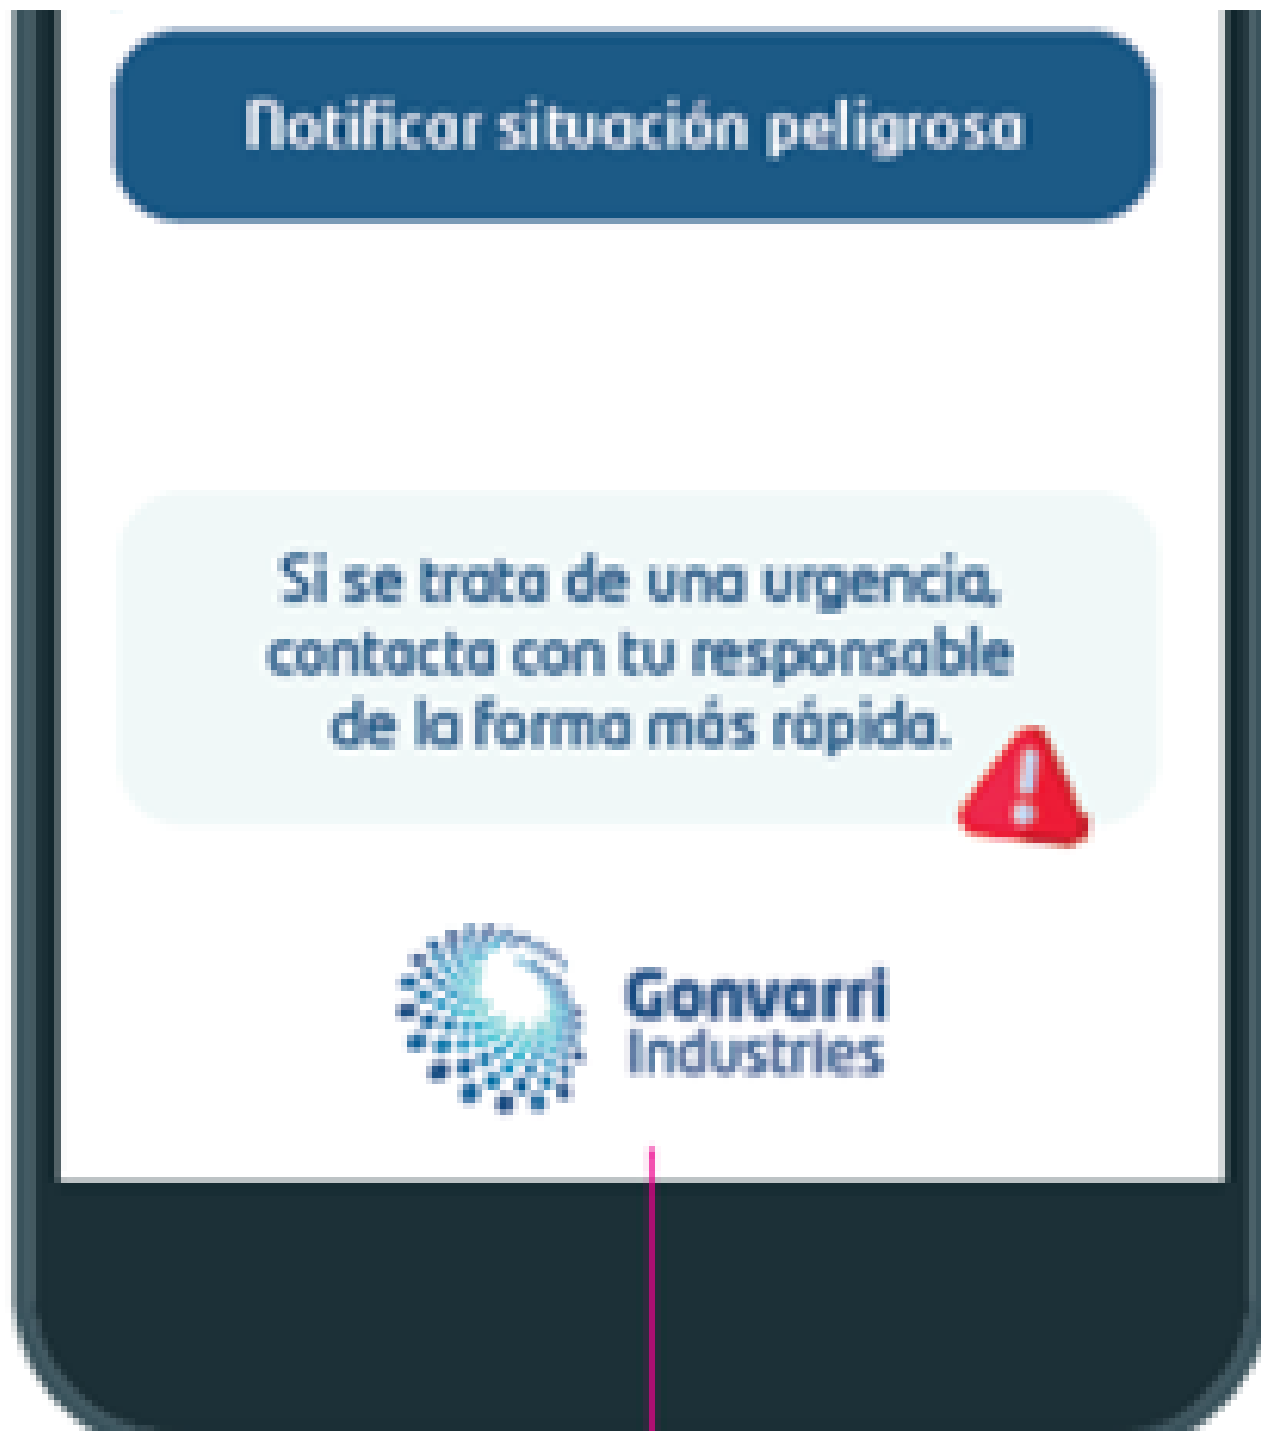 Notificar situación peligrosa
Si se trata de una urgencia,
contacta con tu responsable
de la forma más rápida.
Gonvarri
Industries